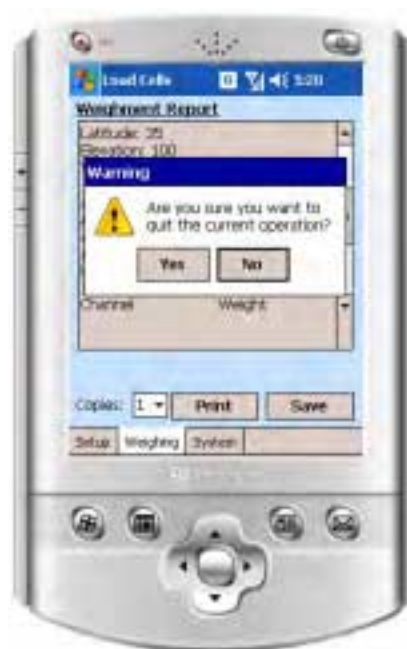 Load Cells 5:20
Weighment Report
Latitude: 35
Elevation: 100
Warning
Are you sure you want to
quit the current operation?
Yes No
Channel Weight
Copies: 1 Print Save
Setup Weighing System